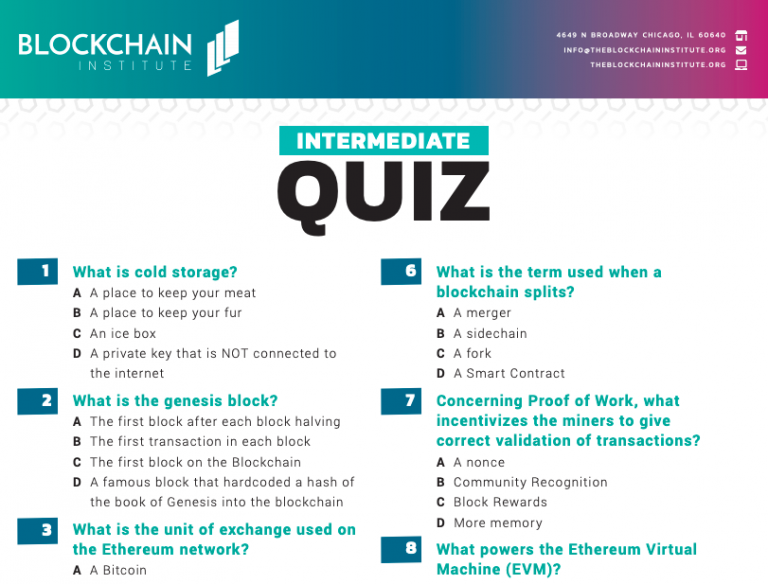 BLOCKCHAIN
INSTITUTE
4649 N BROADWAY CHICAGO, IL 60640
INFO@THEBLOCKCHAININSTITUTE.ORG
THEBLOCKCHAININSTITUTE.ORG
INTERMEDIATE
QUIZ
1 What is cold storage?
A A place to keep your meat
B A place to keep your fur
C An ice box
D A private key that is NOT connected to
the internet
2 What is the genesis block?
A The first block after each block halving
B The first transaction in each block
C The first block on the Blockchain
D A famous block that hardcoded a hash of
the book of Genesis into the blockchain
3 What is the unit of exchange used on
the Ethereum network?
A A Bitcoin
6 What is the term used when a
blockchain splits?
A A merger
B A sidechain
C A fork
D A Smart Contract
7 Concerning Proof of Work, what
incentivizes the miners to give
correct validation of transactions?
A A nonce
B Community Recognition
C Block Rewards
D More memory
8 What powers the Ethereum Virtual
Machine (EVM)?